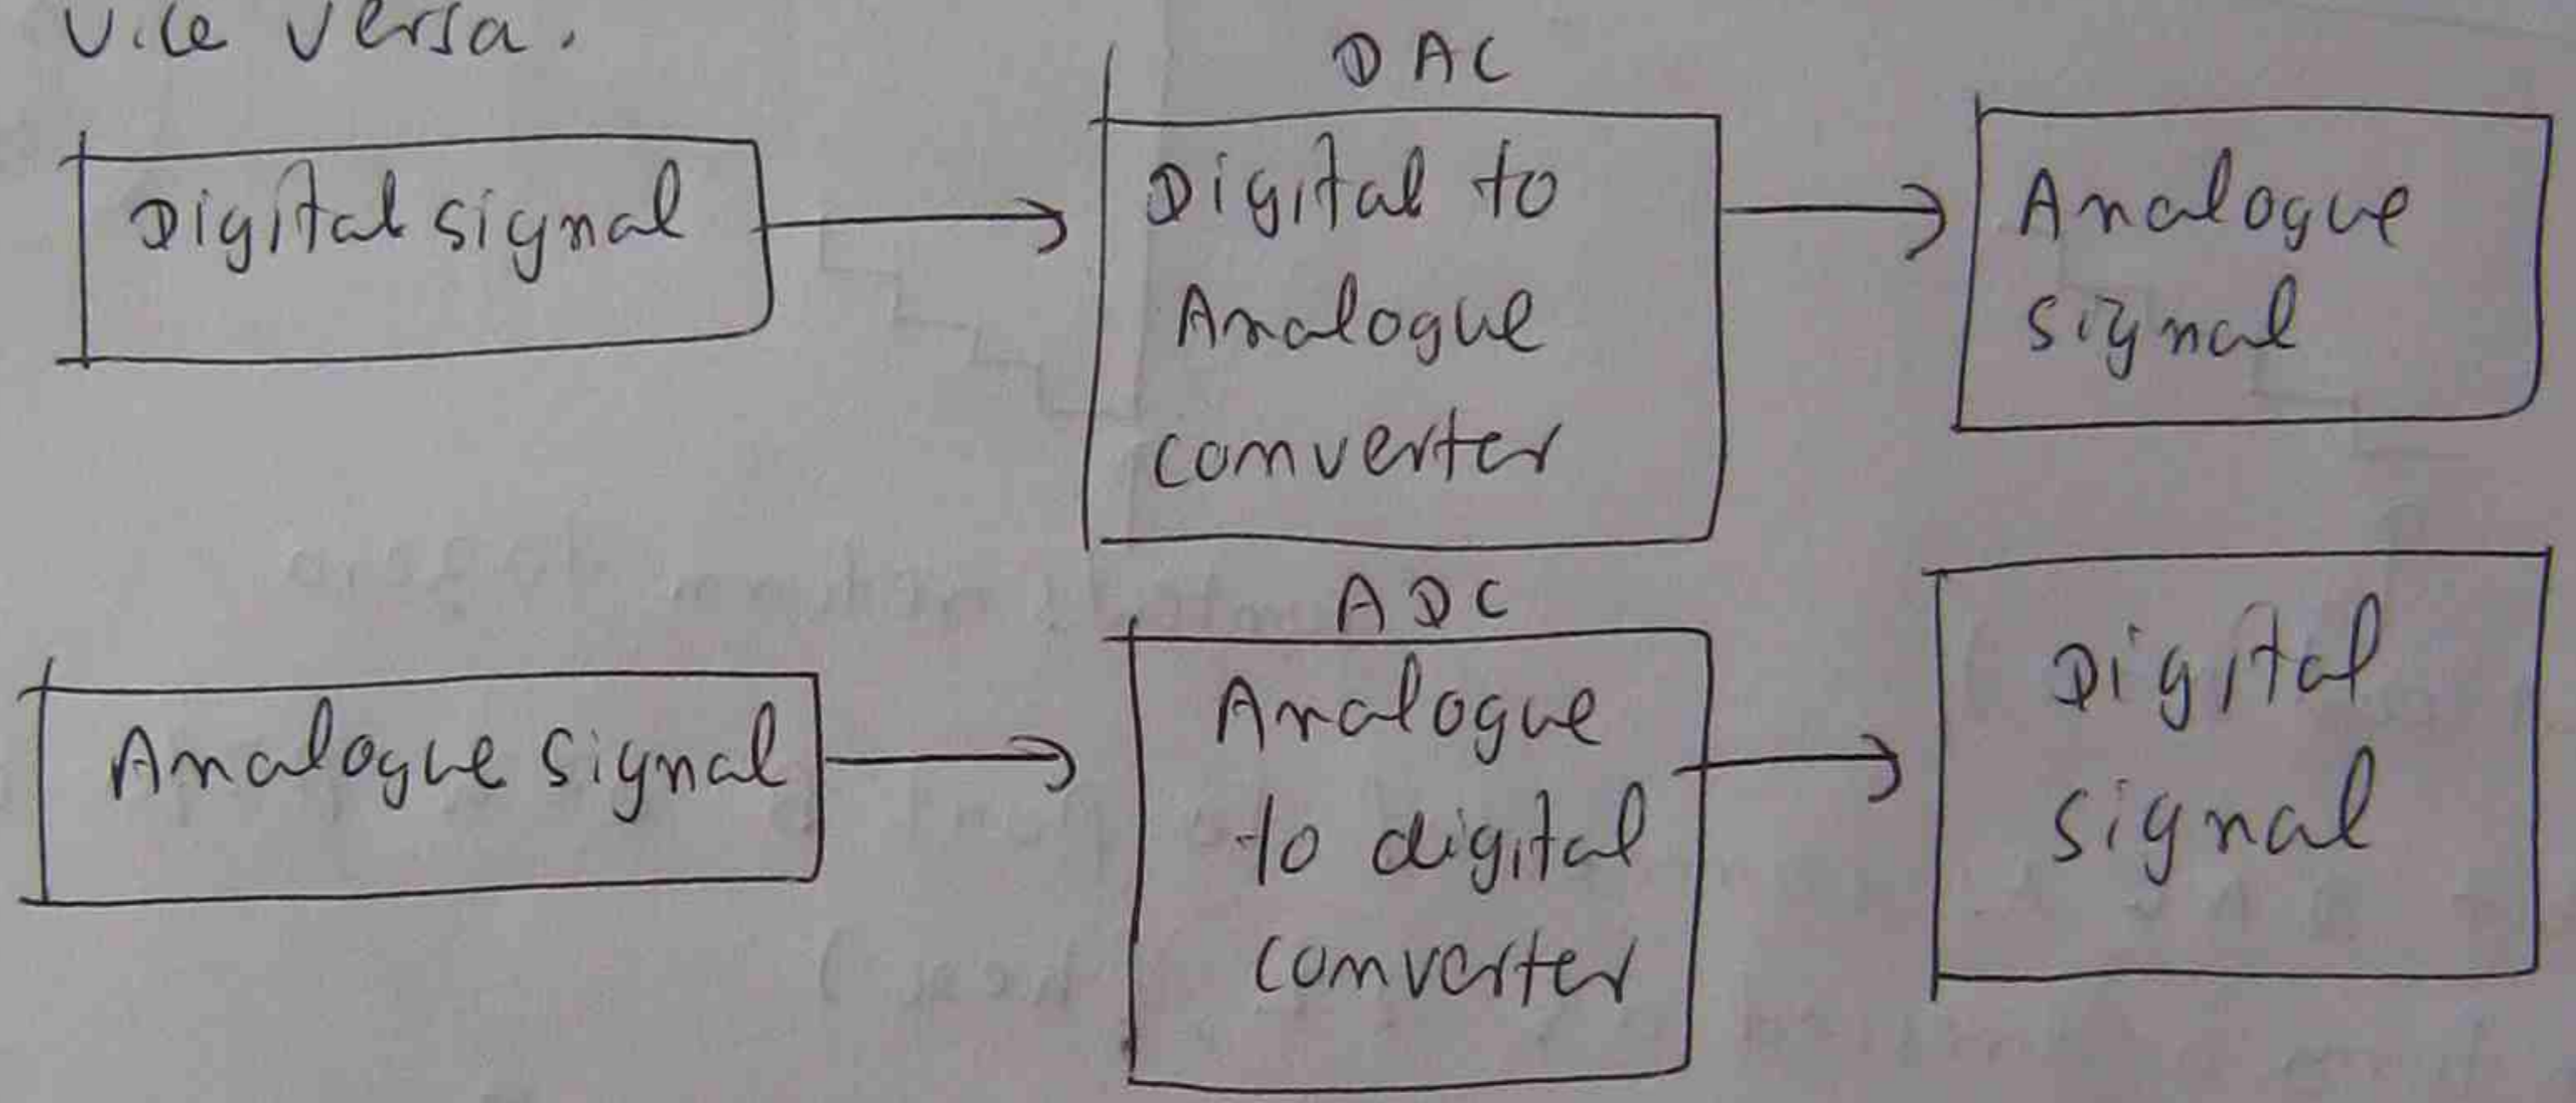 Vice versa.
DAC
Digital signal
Digital to
Analogue
converter
Analogue
signal
ADC
Analogue signal
Analogue
to digital
converter
Digital
signal